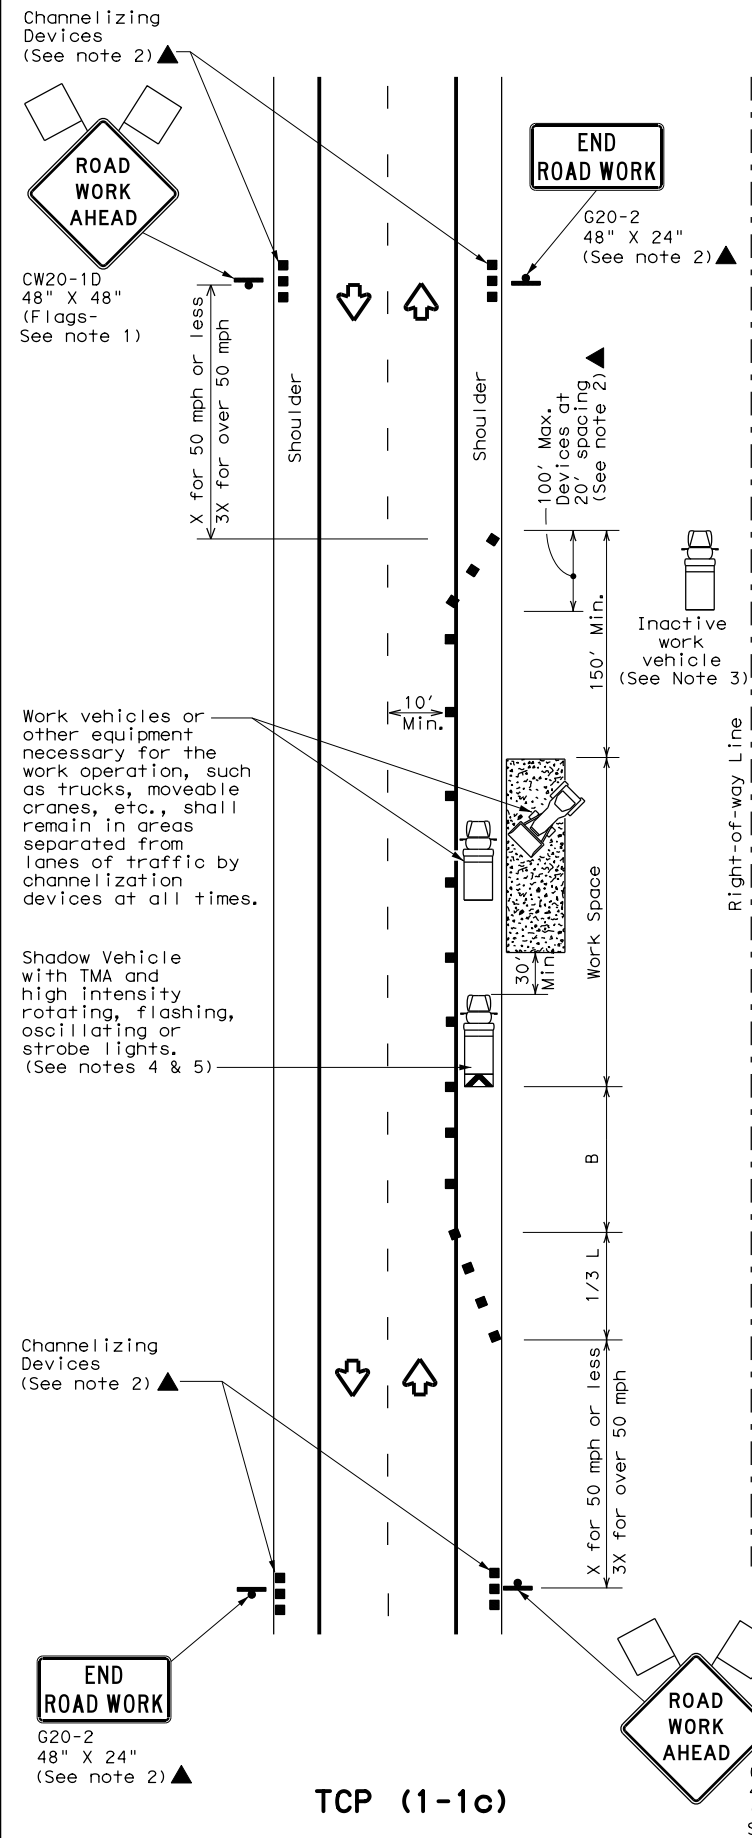 Channelizing
Devices
(See note 2) ▲
ROAD
WORK
AHEAD
CW20-1D
48" X 48"
(Flags-
See note 1)
END
ROAD WORK
G20-2
48" X 24"
(See note 2) ▲
X for 50 mph or less
3X for over 50 mph
Shoulder
Shoulder
100' Max.
Devices at
20' spacing
(See note 2) ▲
150' Min.
Inactive
work
vehicle
(See Note 3)
10'
Min.
Work vehicles or
other equipment
necessary for the
work operation, such
as trucks, moveable
cranes, etc., shall
remain in areas
separated from
lanes of traffic by
channelization
devices at all times.
Right-of-way Line
Work Space
30'
Min.
Shadow Vehicle
with TMA and
high intensity
rotating, flashing,
oscillating or
strobe lights.
(See notes 4 & 5)
B
1/3 L
Channelizing
Devices
(See note 2) ▲
X for 50 mph or less
3X for over 50 mph
END
ROAD WORK
G20-2
48" X 24"
(See note 2) ▲
ROAD
WORK
AHEAD
TCP (1-1c)